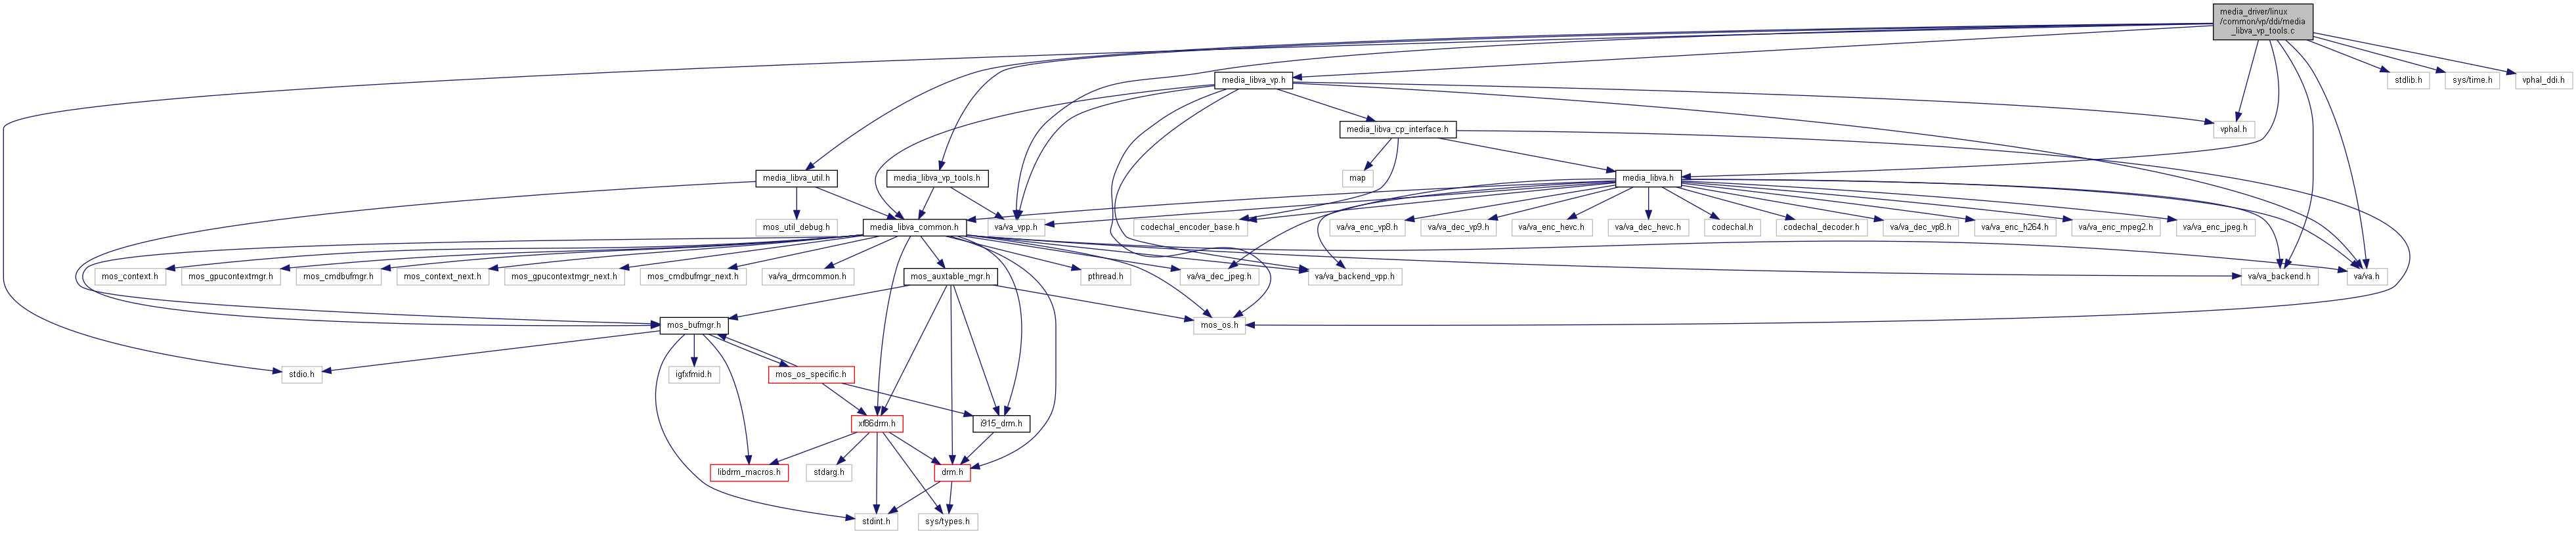 media_driver/linux
/common/vp/ddi/media
_libva_vp_tools.c
media_libva_vp.h
stdlib.h
sys/time.h
vphal_ddi.h
media_libva_cp_interface.h
vphal.h
media_libva_util.h
media_libva_vp_tools.h
map
media_libva.h
mos_util_debug.h
media_libva_common.h
va/va_vpp.h
codechal_encoder_base.h
va/va_enc_vp8.h
va/va_dec_vp9.h
va/va_enc_hevc.h
va/va_dec_hevc.h
codechal.h
codechal_decoder.h
va/va_dec_vp8.h
va/va_enc_h264.h
va/va_enc_mpeg2.h
va/va_enc_jpeg.h
mos_context.h
mos_gpucontextmgr.h
mos_cmdbufmgr.h
mos_context_next.h
mos_gpucontextmgr_next.h
mos_cmdbufmgr_next.h
va/va_drmcommon.h
mos_auxtable_mgr.h
pthread.h
va/va_dec_jpeg.h
va/va_backend_vpp.h
va/va_backend.h
va/va.h
mos_bufmgr.h
mos_os.h
stdio.h
igfxfmid.h
mos_os_specific.h
xf86drm.h
i915_drm.h
libdrm_macros.h
stdarg.h
drm.h
stdint.h
sys/types.h